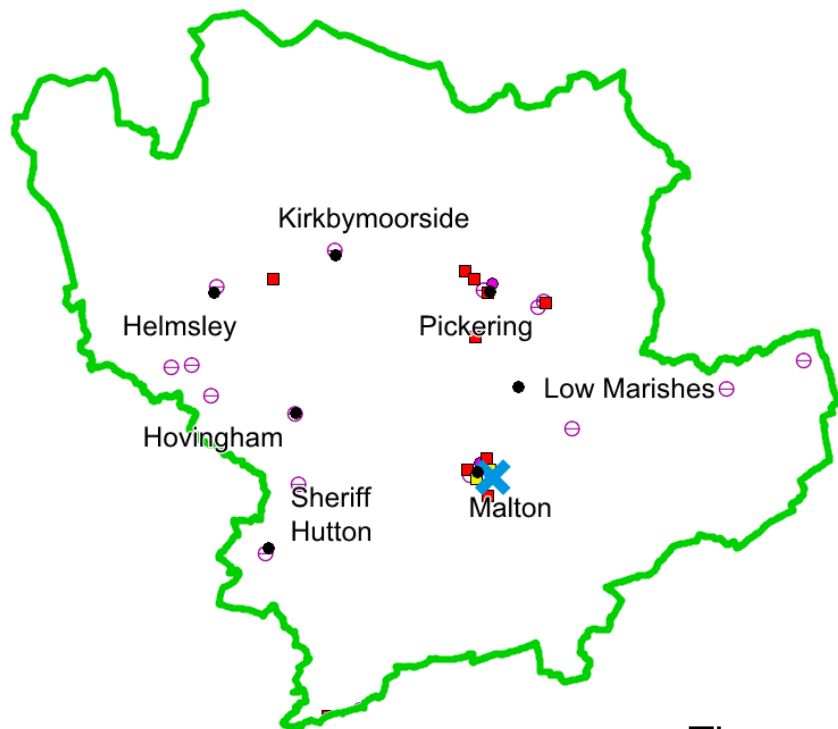 Kirkbymoorside
Helmsley
Pickering
Low Marishes
Hovingham
Sheriff
Hutton
Malton